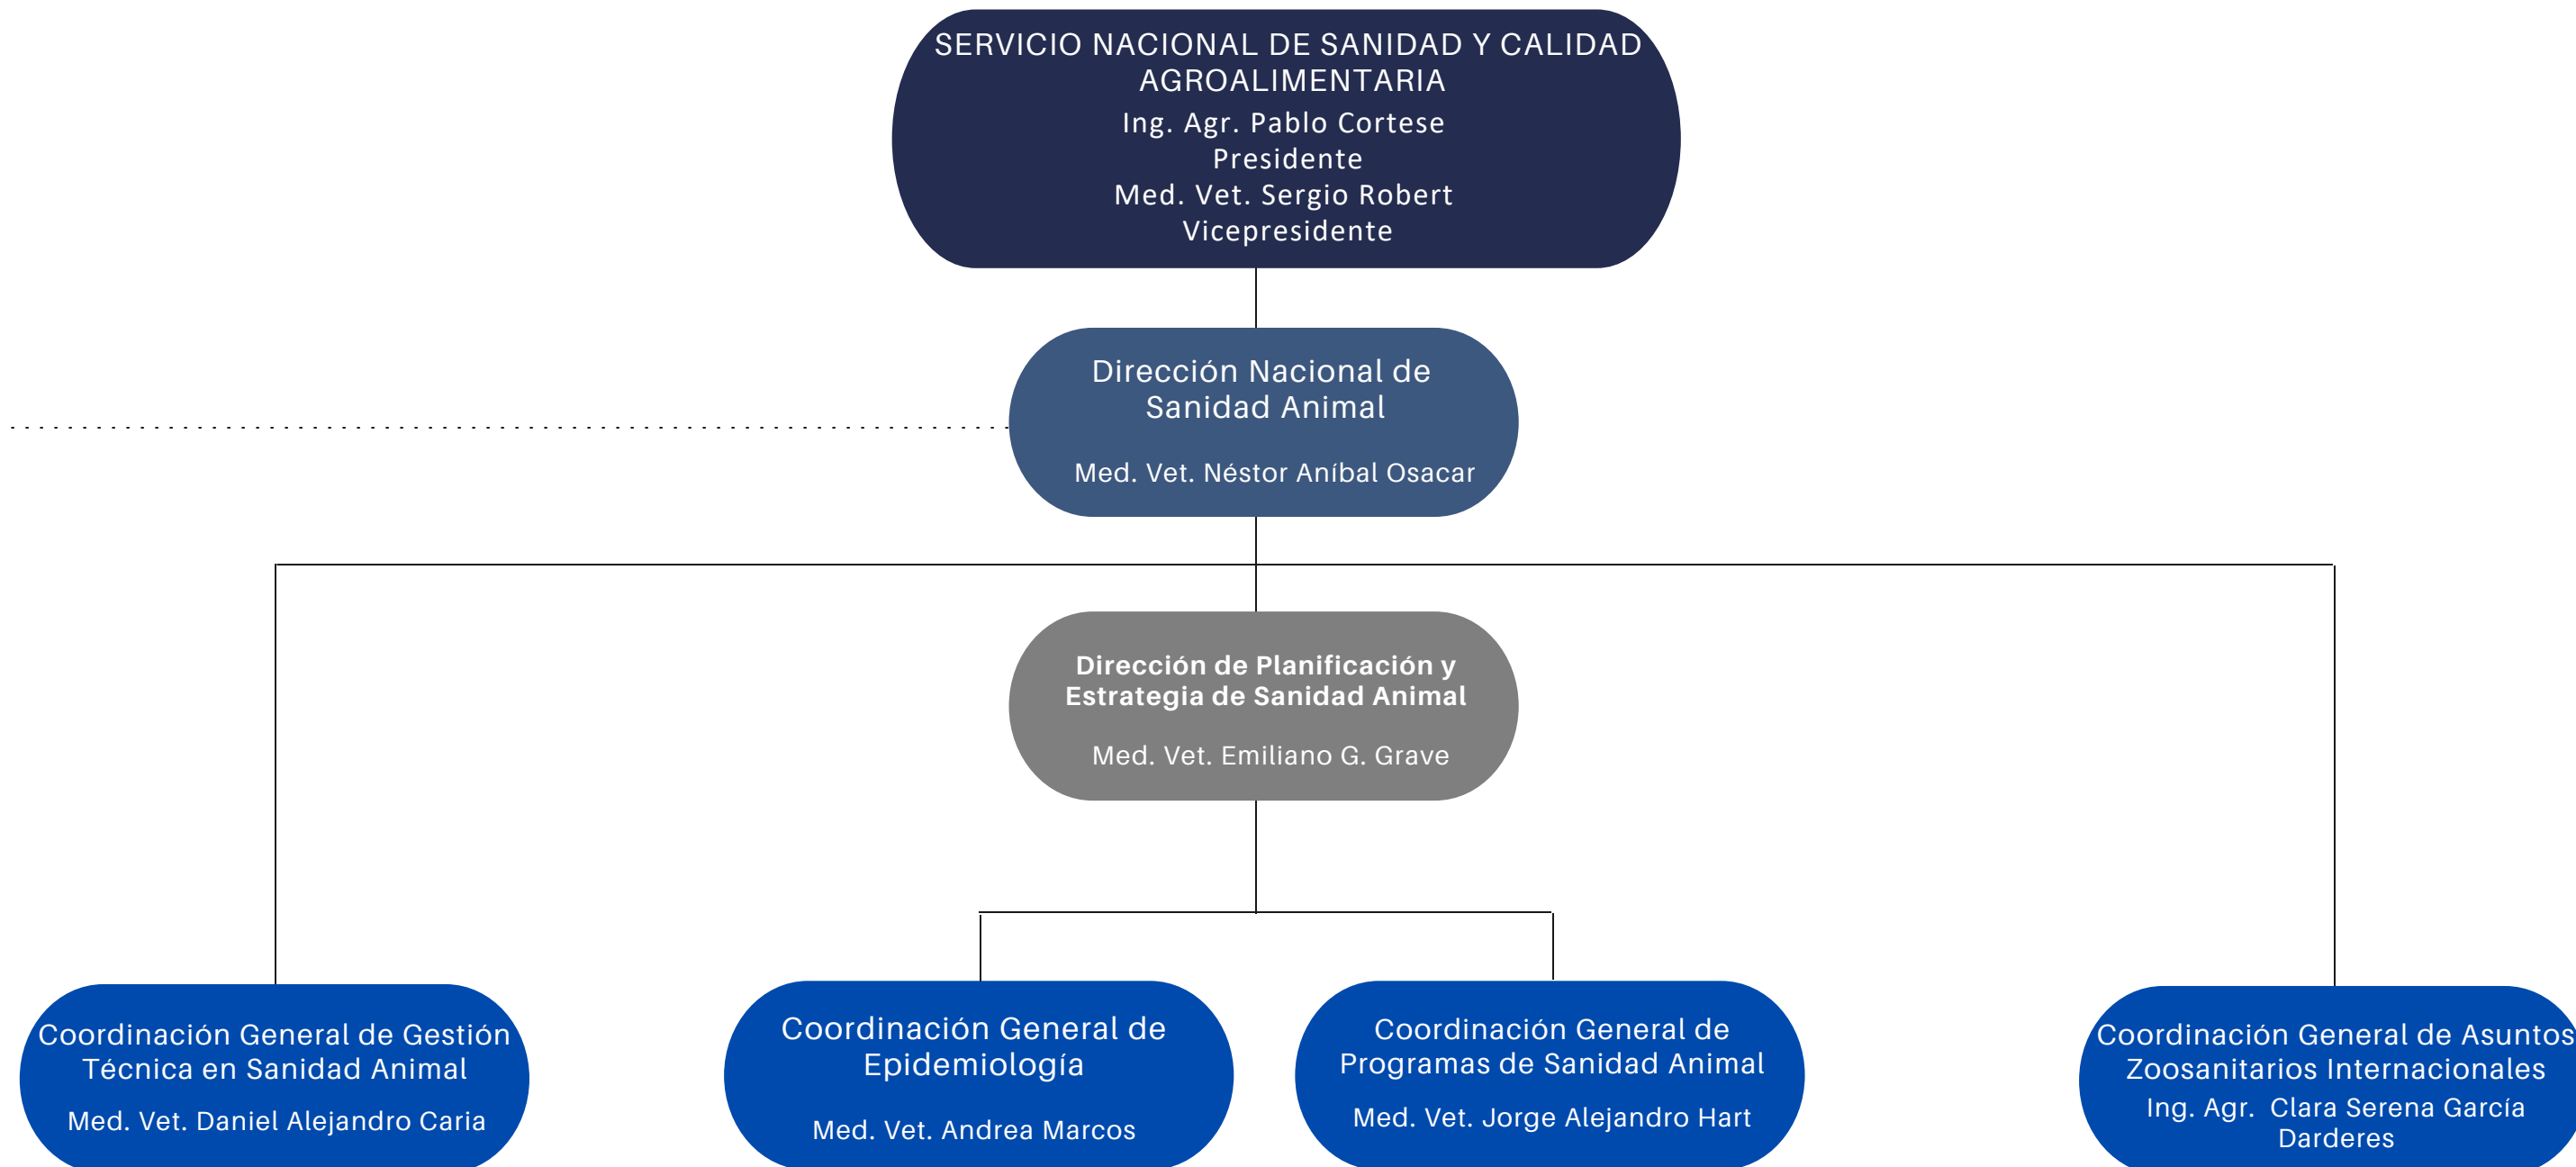 SERVICIO NACIONAL DE SANIDAD Y CALIDAD
AGROALIMENTARIA
Ing. Agr. Pablo Cortese
Presidente
Med. Vet. Sergio Robert
Vicepresidente
Dirección Nacional de
Sanidad Animal
Med. Vet. Néstor Aníbal Osacar
Dirección de Planificación y
Estrategia de Sanidad Animal
Med. Vet. Emiliano G. Grave
Coordinación General de Gestión
Técnica en Sanidad Animal
Med. Vet. Daniel Alejandro Caria
Coordinación General de
Epidemiología
Med. Vet. Andrea Marcos
Coordinación General de
Programas de Sanidad Animal
Med. Vet. Jorge Alejandro Hart
Coordinación General de Asuntos
Zoosanitarios Internacionales
Ing. Agr. Clara Serena García
Darderes